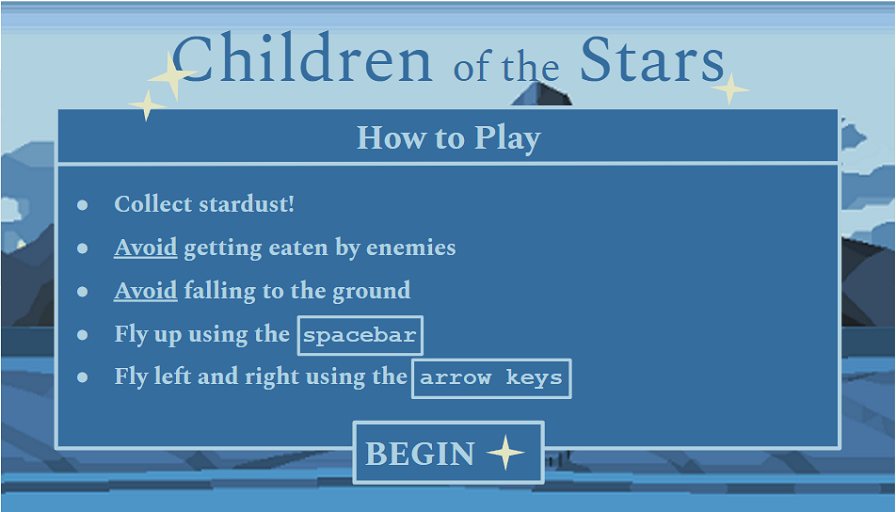 Children of the Stars
How to Play
● Collect stardust!
● Avoid getting eaten by enemies
● Avoid falling to the ground
● Fly up using the spacebar
● Fly left and right using the arrow keys
BEGIN